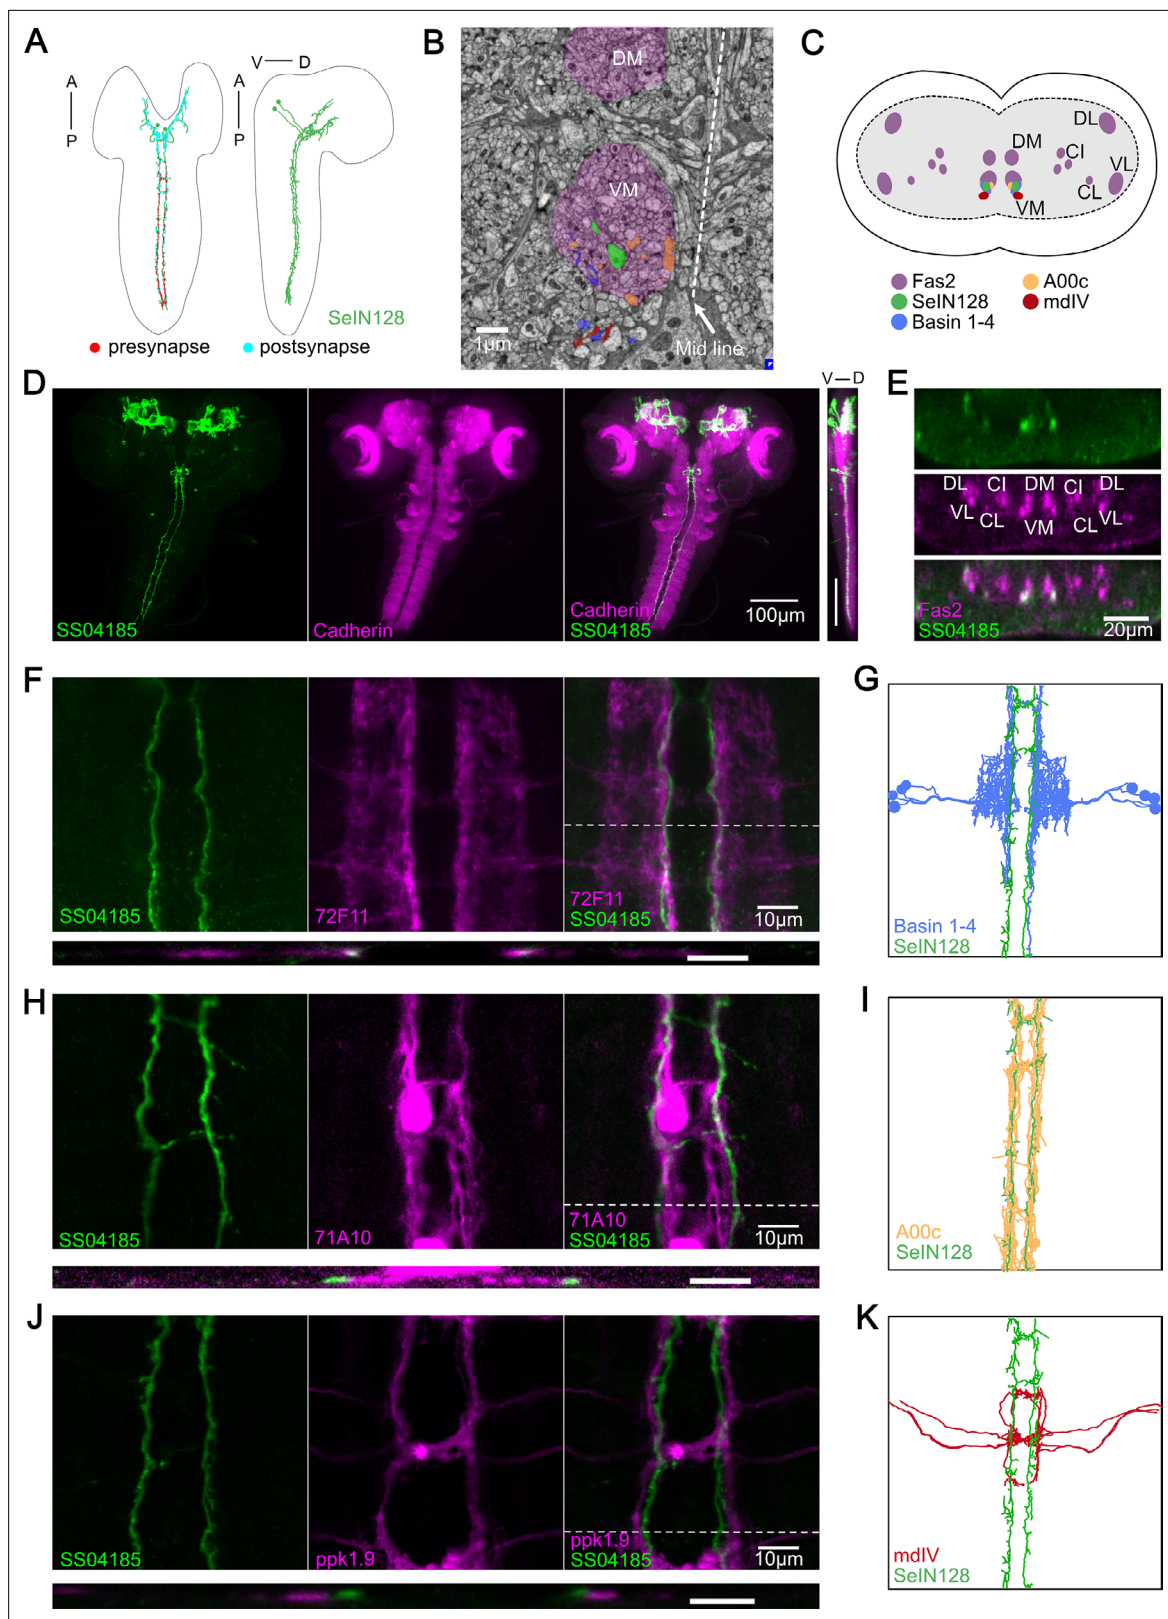 A
V — D
A
P
A
P
SeIN128
presynapse
postsynapse
B
DM
VM
1µm
Mid line
C
DL
DM
CI
VL
CL
VM
Fas2
A00c
SeIN128
mdIV
Basin 1-4
D
SS04185
Cadherin
Cadherin
SS04185
100µm
V — D
E
DL CI DM CI DL
VL CL VM CL VL
Fas2
SS04185
20µm
F
SS04185
72F11
72F11
SS04185
10µm
G
Basin 1-4
SeIN128
H
SS04185
71A10
71A10
SS04185
10µm
I
A00c
SeIN128
J
SS04185
ppk1.9
ppk1.9
SS04185
10µm
K
mdIV
SeIN128